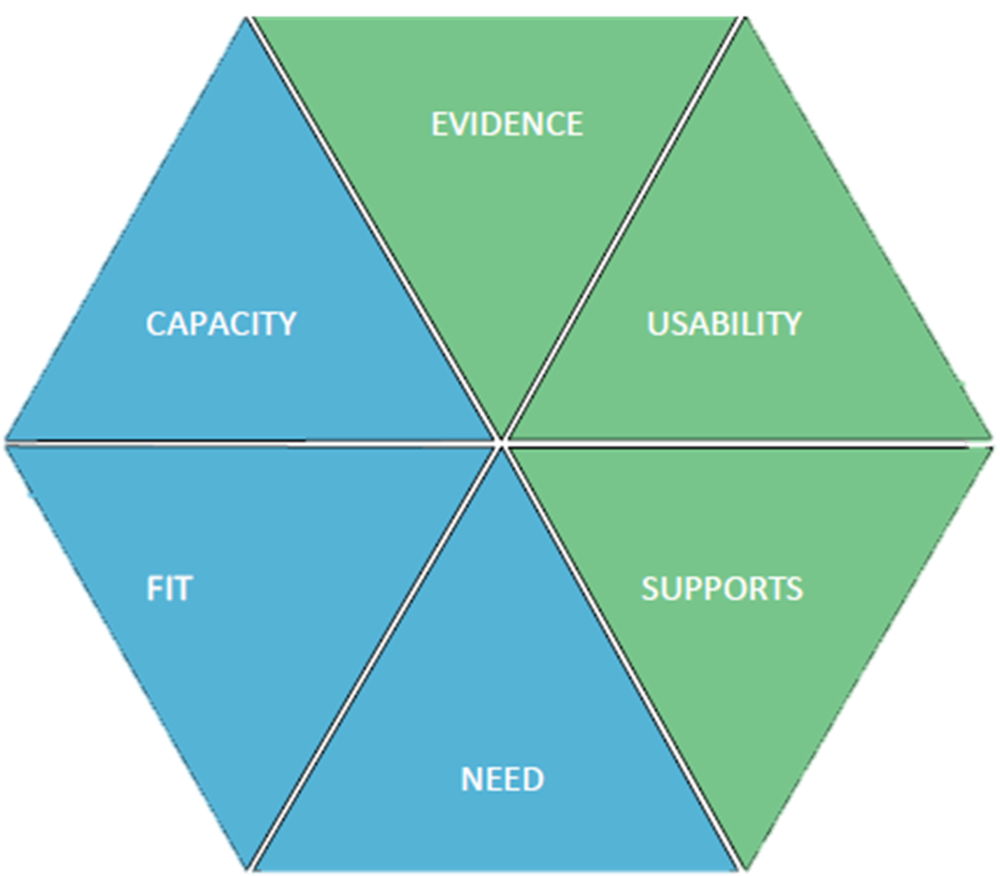 EVIDENCE
CAPACITY
USABILITY
FIT
SUPPORTS
NEED